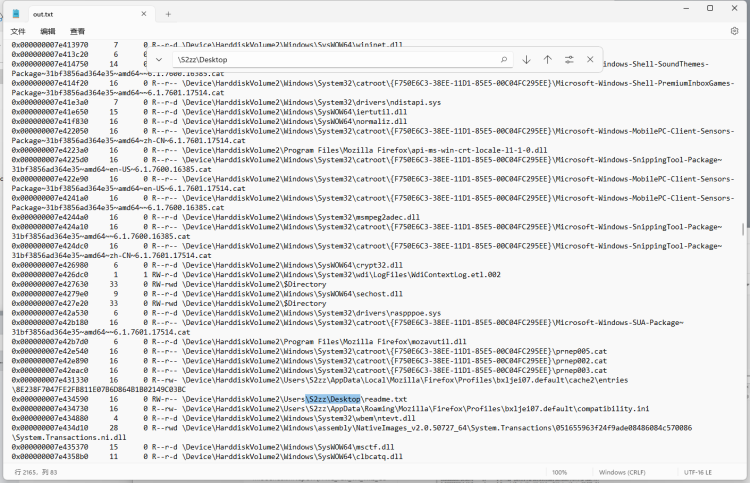 out.txt
文件 编辑 查看
\S2zz\Desktop
0x000000007e413970 7 0 R--r-d \Device\HarddiskVolume2\Windows\SysWOW64\wininet.dll
0x000000007e413c20 6 0
0x000000007e414750 14 0 indows-Shell-SoundThemes-
Package~31bf3856ad364e35~amd64~~6.1.7601.17514.cat
0x000000007e414f20 16 0 R--r-- \Device\HarddiskVolume2\Windows\System32\catroot\{F750E6C3-38EE-11D1-85E5-00C04FC295EE}\Microsoft-Windows-Shell-PremiumInboxGames-
Package~31bf3856ad364e35~amd64~~6.1.7601.17514.cat
0x000000007e41e3a0 7 0 R--r-d \Device\HarddiskVolume2\Windows\System32\drivers\ndistapi.sys
0x000000007e41e650 15 0 R--r-d \Device\HarddiskVolume2\Windows\SysWOW64\iertutil.dll
0x000000007e41f830 16 0 R--r-d \Device\HarddiskVolume2\Windows\SysWOW64\normaliz.dll
0x000000007e422050 16 0 R--r-- \Device\HarddiskVolume2\Windows\System32\catroot\{F750E6C3-38EE-11D1-85E5-00C04FC295EE}\Microsoft-Windows-MobilePC-Client-Sensors-
Package~31bf3856ad364e35~amd64~zh-CN~6.1.7601.17514.cat
0x000000007e4223a0 16 0 R--r-d \Device\HarddiskVolume2\Program Files\Mozilla Firefox\api-ms-win-crt-locale-l1-1-0.dll
0x000000007e4225d0 16 0 R--r-- \Device\HarddiskVolume2\Windows\System32\catroot\{F750E6C3-38EE-11D1-85E5-00C04FC295EE}\Microsoft-Windows-SnippingTool-Package~
31bf3856ad364e35~amd64~en-US~6.1.7600.16385.cat
0x000000007e422e90 16 0 R--r-- \Device\HarddiskVolume2\Windows\System32\catroot\{F750E6C3-38EE-11D1-85E5-00C04FC295EE}\Microsoft-Windows-MobilePC-Client-Sensors-
Package~31bf3856ad364e35~amd64~en-US~6.1.7601.17514.cat
0x000000007e4241a0 16 0 R--r-- \Device\HarddiskVolume2\Windows\System32\catroot\{F750E6C3-38EE-11D1-85E5-00C04FC295EE}\Microsoft-Windows-MobilePC-Client-Sensors-
Package~31bf3856ad364e35~amd64~~6.1.7601.17514.cat
0x000000007e4244a0 16 0 R--r-d \Device\HarddiskVolume2\Windows\System32\msmpeg2adec.dll
0x000000007e424a10 16 0 R--r-- \Device\HarddiskVolume2\Windows\System32\catroot\{F750E6C3-38EE-11D1-85E5-00C04FC295EE}\Microsoft-Windows-SnippingTool-Package~
31bf3856ad364e35~amd64~~6.1.7600.16385.cat
0x000000007e424dc0 16 0 R--r-- \Device\HarddiskVolume2\Windows\System32\catroot\{F750E6C3-38EE-11D1-85E5-00C04FC295EE}\Microsoft-Windows-SnippingTool-Package~
31bf3856ad364e35~amd64~zh-CN~6.1.7601.17514.cat
0x000000007e426980 6 0 R--r-d \Device\HarddiskVolume2\Windows\SysWOW64\crypt32.dll
0x000000007e426dc0 1 1 RW-r-d \Device\HarddiskVolume2\Windows\System32\wdi\LogFiles\WdiContextLog.etl.002
0x000000007e427630 33 0 RW-rwd \Device\HarddiskVolume2\$Directory
0x000000007e4279e0 9 0 R--r-d \Device\HarddiskVolume2\Windows\SysWOW64\sechost.dll
0x000000007e427e20 33 0 RW-rwd \Device\HarddiskVolume2\$Directory
0x000000007e42a530 6 0 R--r-d \Device\HarddiskVolume2\Windows\System32\drivers\raspppoe.sys
0x000000007e42b180 16 0 R--r-- \Device\HarddiskVolume2\Windows\System32\catroot\{F750E6C3-38EE-11D1-85E5-00C04FC295EE}\Microsoft-Windows-SUA-Package~
31bf3856ad364e35~amd64~~6.1.7601.17514.cat
0x000000007e42b7d0 6 0 R--r-d \Device\HarddiskVolume2\Program Files\Mozilla Firefox\mozavutil.dll
0x000000007e42e540 16 0 R--r-- \Device\HarddiskVolume2\Windows\System32\catroot\{F750E6C3-38EE-11D1-85E5-00C04FC295EE}\prnep005.cat
0x000000007e42e890 16 0 R--r-- \Device\HarddiskVolume2\Windows\System32\catroot\{F750E6C3-38EE-11D1-85E5-00C04FC295EE}\prnep002.cat
0x000000007e42eac0 16 0 R--r-- \Device\HarddiskVolume2\Windows\System32\catroot\{F750E6C3-38EE-11D1-85E5-00C04FC295EE}\prnep003.cat
0x000000007e431330 16 0 R--rw- \Device\HarddiskVolume2\Users\S2zz\AppData\Local\Mozilla\Firefox\Profiles\bxljei07.default\cache2\entries
\8E238F7047FE2FB811E07B6D864B1B02149C03BC
0x000000007e434590 16 0 RW-r-- \Device\HarddiskVolume2\Users\S2zz\Desktop\readme.txt
0x000000007e434730 16 0 R--rw- \Device\HarddiskVolume2\Users\S2zz\AppData\Roaming\Mozilla\Firefox\Profiles\bxljei07.default\compatibility.ini
0x000000007e434880 4 0 R--r-d \Device\HarddiskVolume2\Windows\System32\wbem\ntevt.dll
0x000000007e434d10 28 0 R--rwd \Device\HarddiskVolume2\Windows\assembly\NativeImages_v2.0.50727_64\System.Transactions\051655963f24f9ade08486084c570086
\System.Transactions.ni.dll
0x000000007e435370 15 0 R--r-d \Device\HarddiskVolume2\Windows\SysWOW64\msctf.dll
0x000000007e4358b0 11 0 R--r-d \Device\HarddiskVolume2\Windows\SysWOW64\clbcatq.dll
行 2165，列 83 100% Windows (CRLF) UTF-16 LE